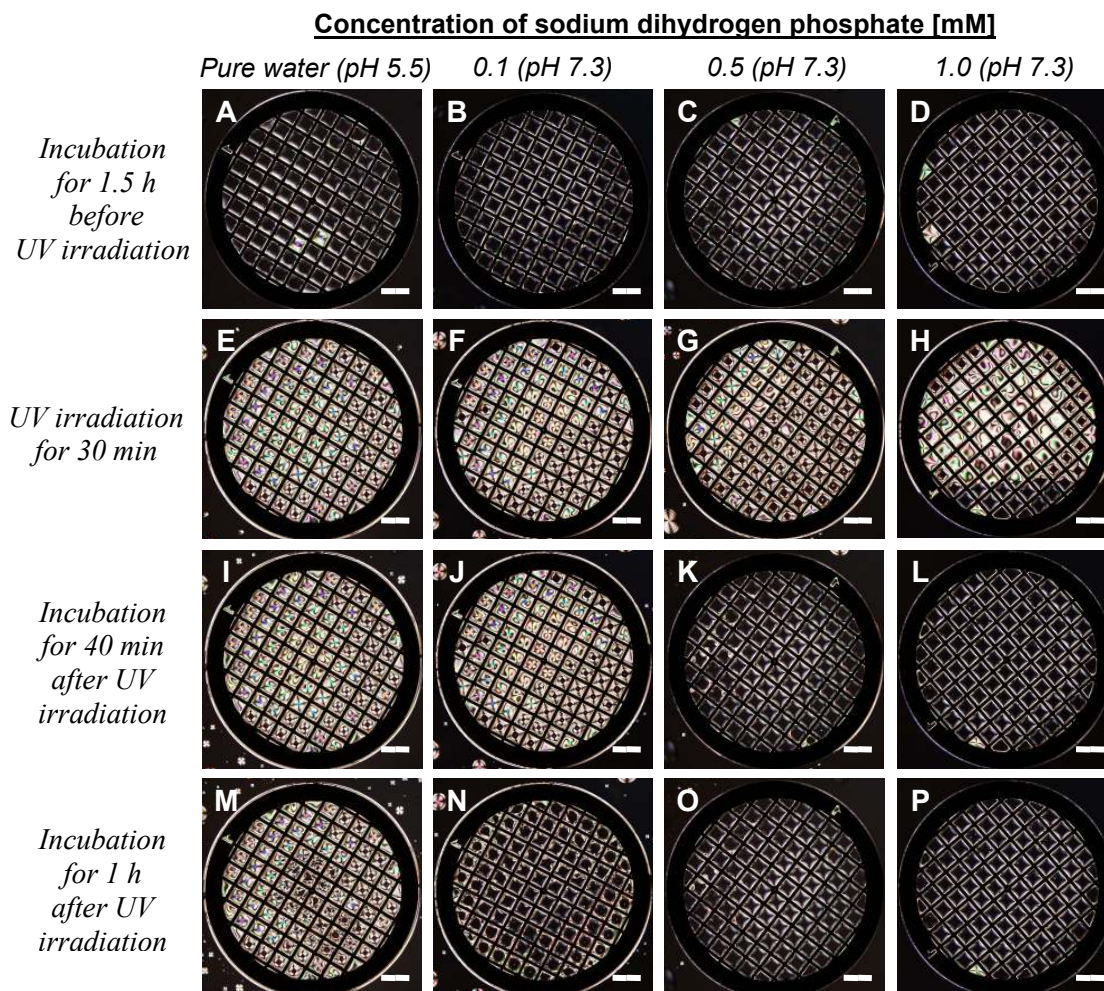 Concentration of sodium dihydrogen phosphate [mM]
Pure water (pH 5.5) 0.1 (pH 7.3) 0.5 (pH 7.3) 1.0 (pH 7.3)
A B C D
Incubation
for 1.5 h
before
UV irradiation
E F G H
UV irradiation
for 30 min
I J K L
Incubation
for 40 min
after UV
irradiation
M N O P
Incubation
for 1 h
after UV
irradiation